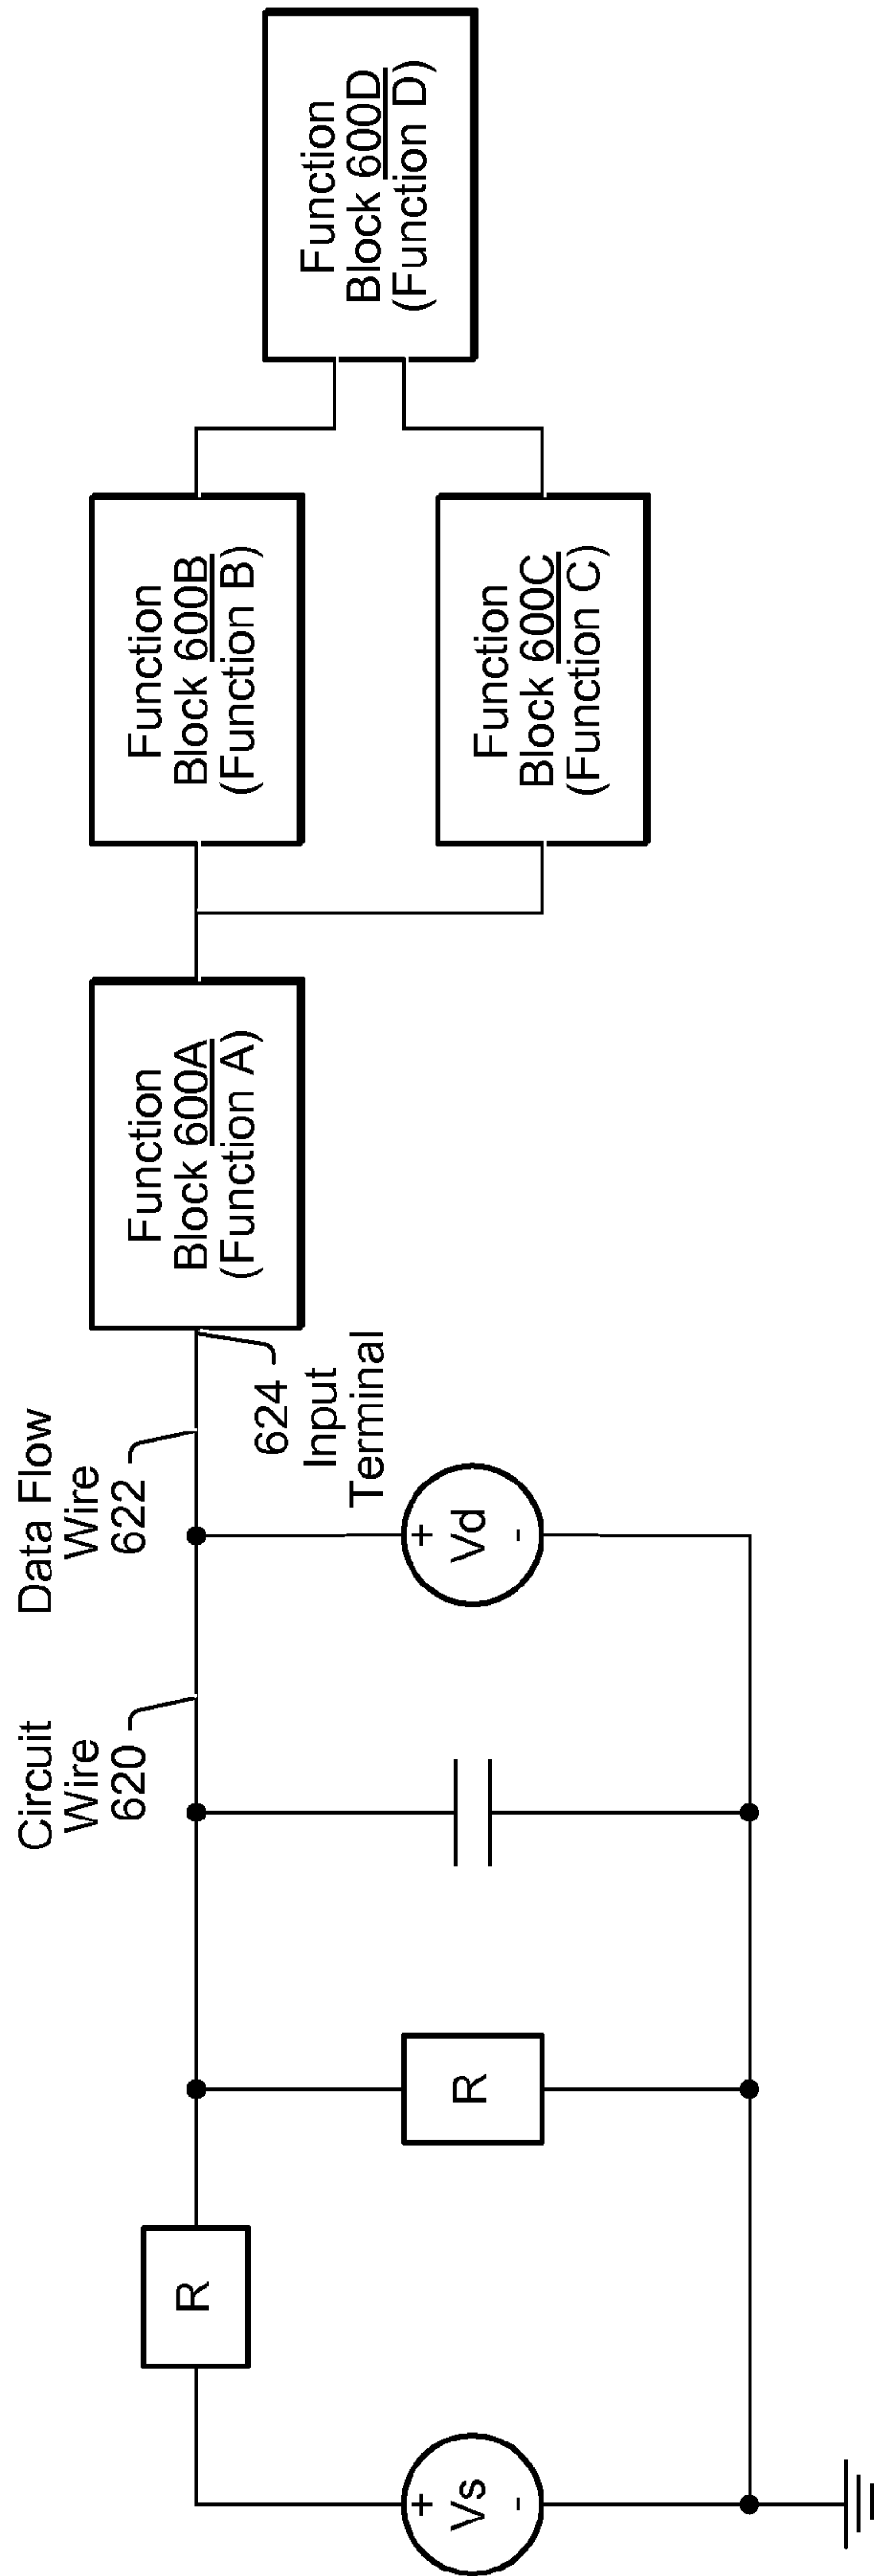 Circuit
Wire
620
Data Flow
Wire
622
624
Input
Terminal
Function
Block 600A
(Function A)
Function
Block 600B
(Function B)
Function
Block 600C
(Function C)
Function
Block 600D
(Function D)
R
R
+
Vs
-
+
Vd
-